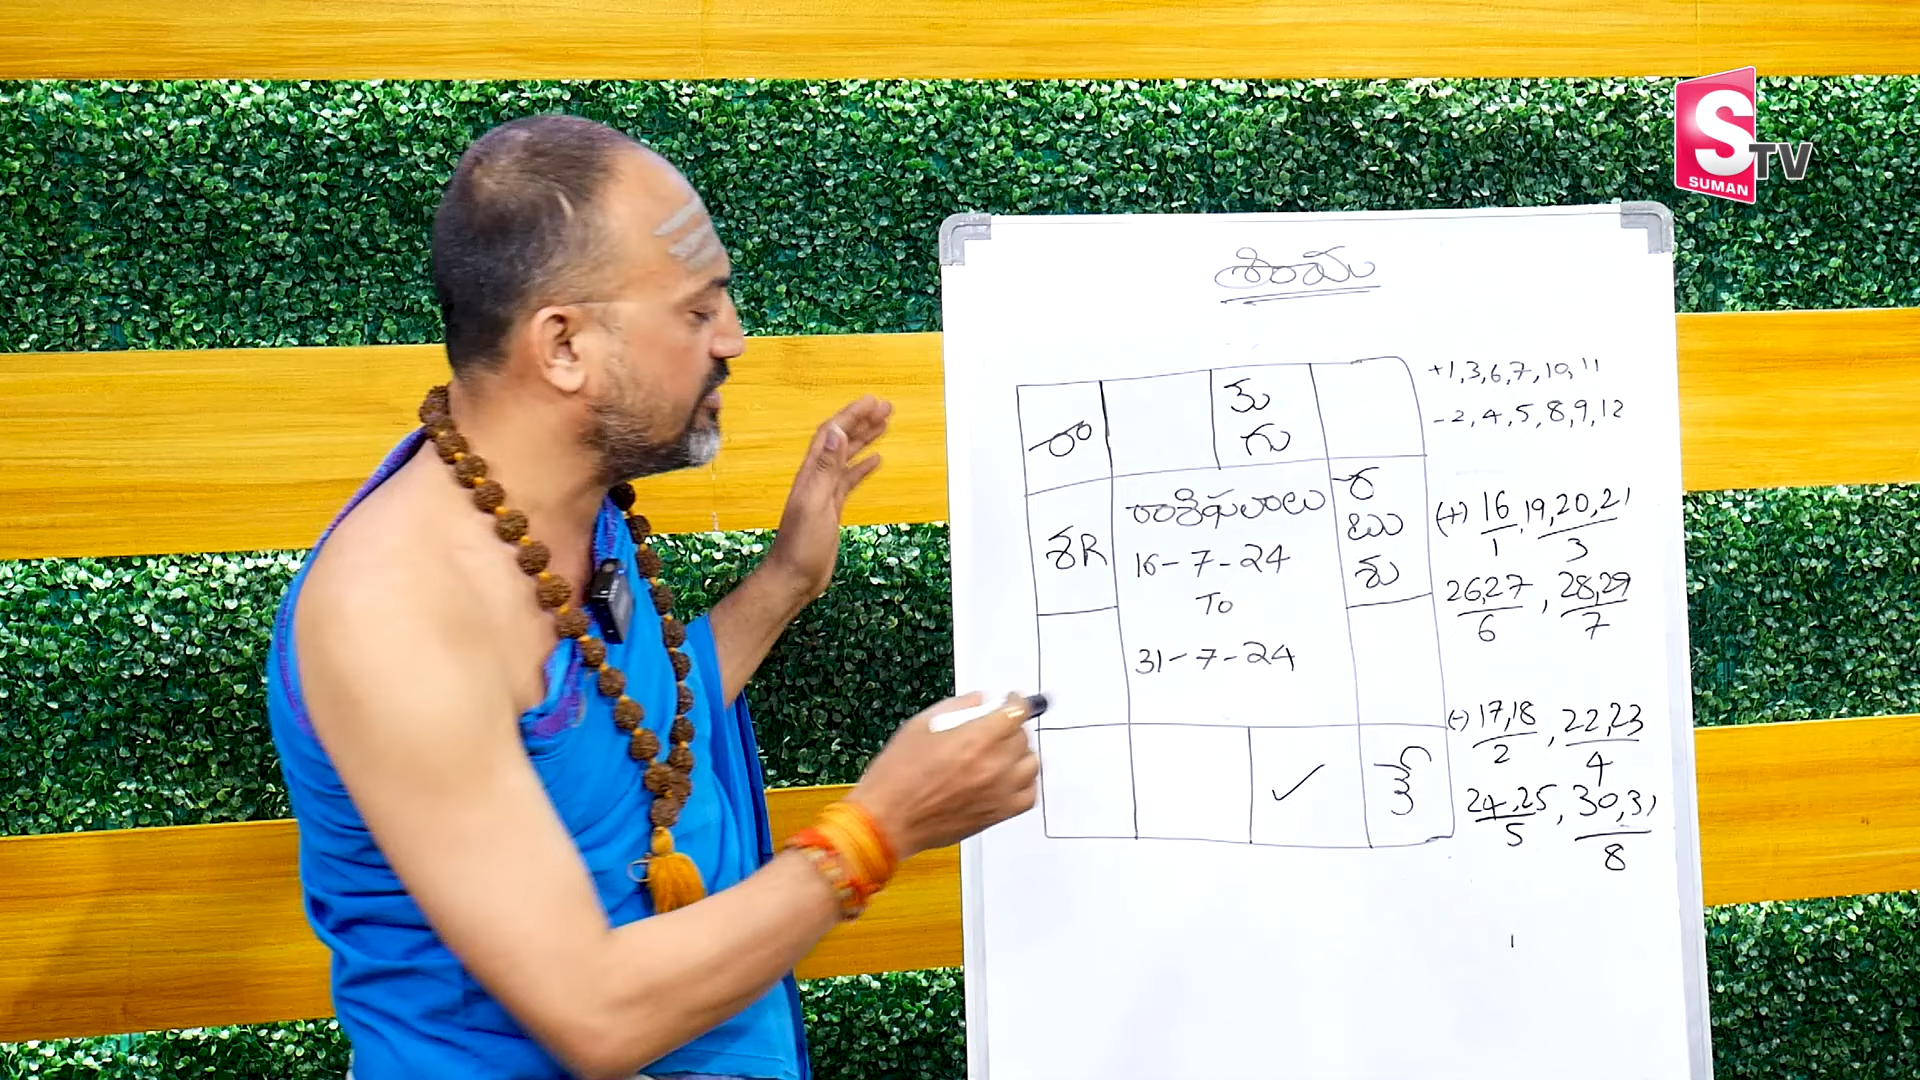 S TV
SUMAN
శ్రీరామ
కు
గు
రా
రాశిఫలాలు
16-7-24
To
31-7-24
శR
ర
బు
శు
కే
✓
+1,3,6,7,10,11
-2,4,5,8,9,12
(+) 16/1, 19,20,21/3
26,27/6, 28,29/7
(-) 17,18/2, 22,23/4
24,25/5, 30,31/8